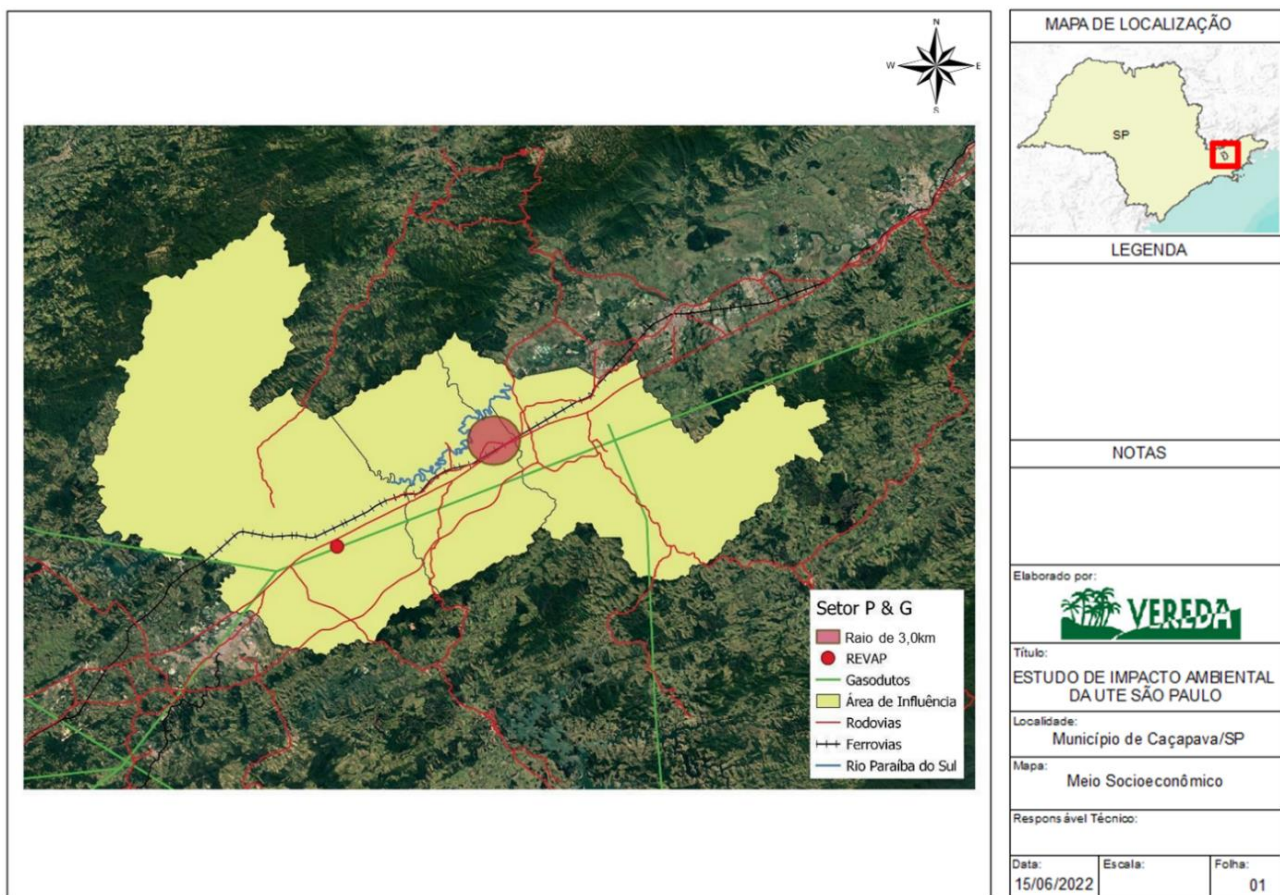 N
W
E
S
Setor P & G
Raio de 3,0km
REVAP
Gasodutos
Área de Influência
Rodovias
Ferrovias
Rio Paraíba do Sul
MAPA DE LOCALIZAÇÃO
SP
LEGENDA
NOTAS
Elaborado por:
VEREDA
Título:
ESTUDO DE IMPACTO AMBIENTAL
DA UTE SÃO PAULO
Localidade:
Município de Caçapava/SP
Mapa:
Meio Socioeconômico
Responsável Técnico:
Data:
15/06/2022
Escala:
Folha:
01